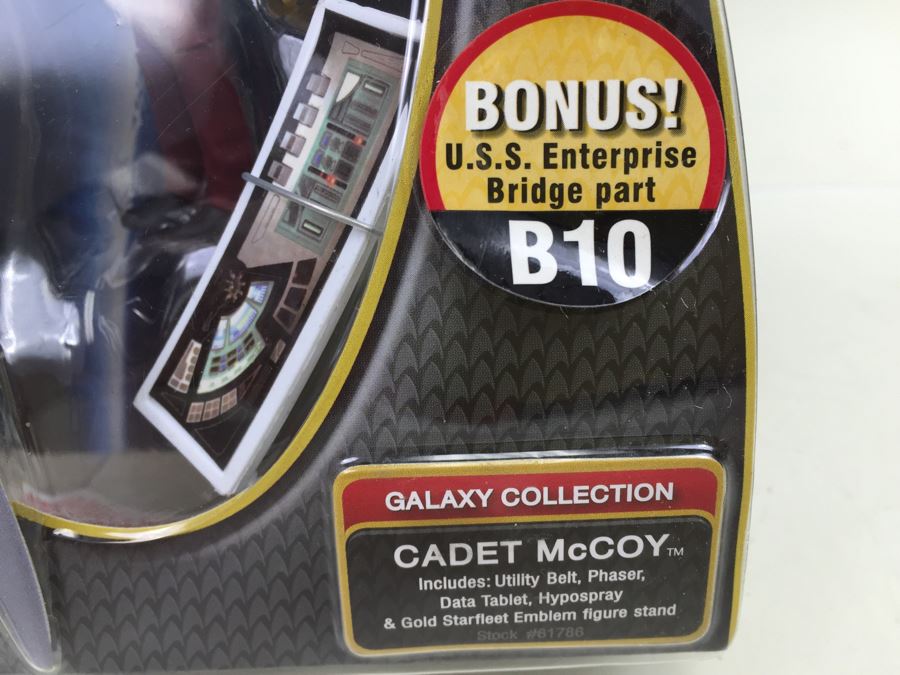 BONUS!
U.S.S. Enterprise
Bridge part
B10
GALAXY COLLECTION
CADET McCOY™
Includes: Utility Belt, Phaser,
Data Tablet, Hypospray
& Gold Starfleet Emblem figure stand
Stock #61786